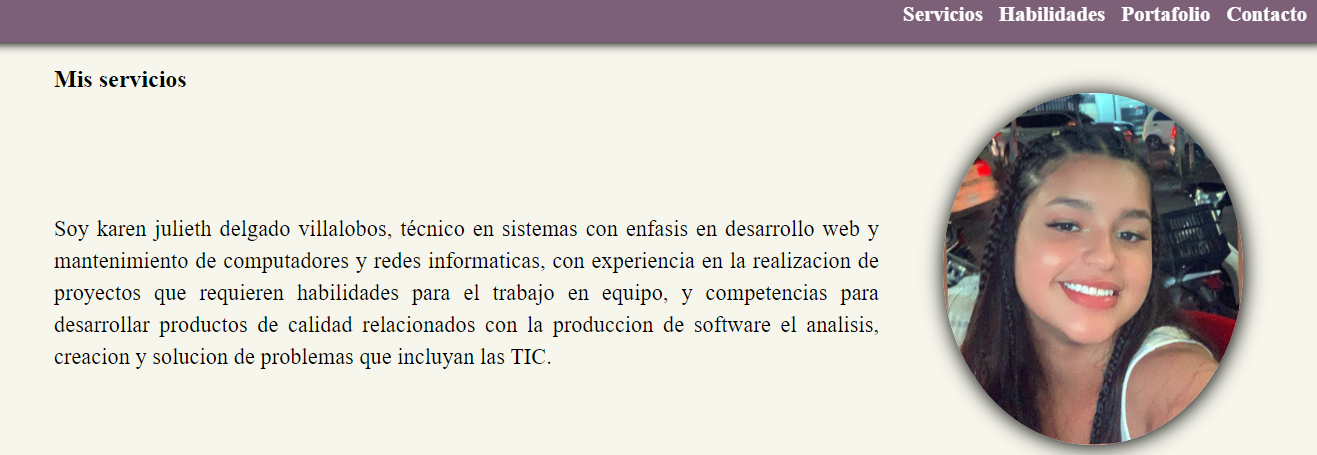 Servicios Habilidades Portafolio Contacto
Mis servicios
Soy karen julieth delgado villalobos, técnico en sistemas con enfasis en desarrollo web y
mantenimiento de computadores y redes informaticas, con experiencia en la realizacion de
proyectos que requieren habilidades para el trabajo en equipo, y competencias para
desarrollar productos de calidad relacionados con la produccion de software el analisis,
creacion y solucion de problemas que incluyan las TIC.